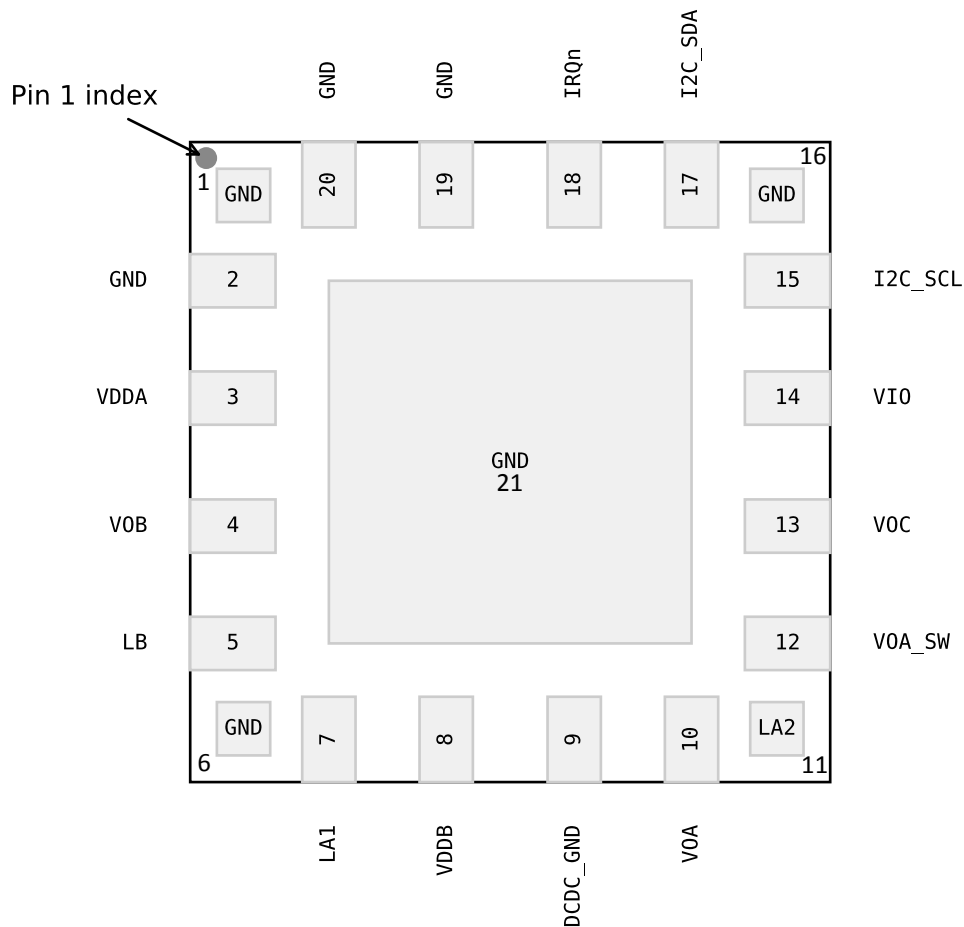 I2C_SDA
IRQn
GND
GND
Pin 1 index
1
GND
20
19
18
17
16
GND
GND
2
15
I2C_SCL
VDDA
3
14
VIO
GND
21
VOB
4
13
VOC
LB
5
12
VOA_SW
GND
6
7
8
9
10
LA2
11
LA1
VDDB
DCDC_GND
VOA